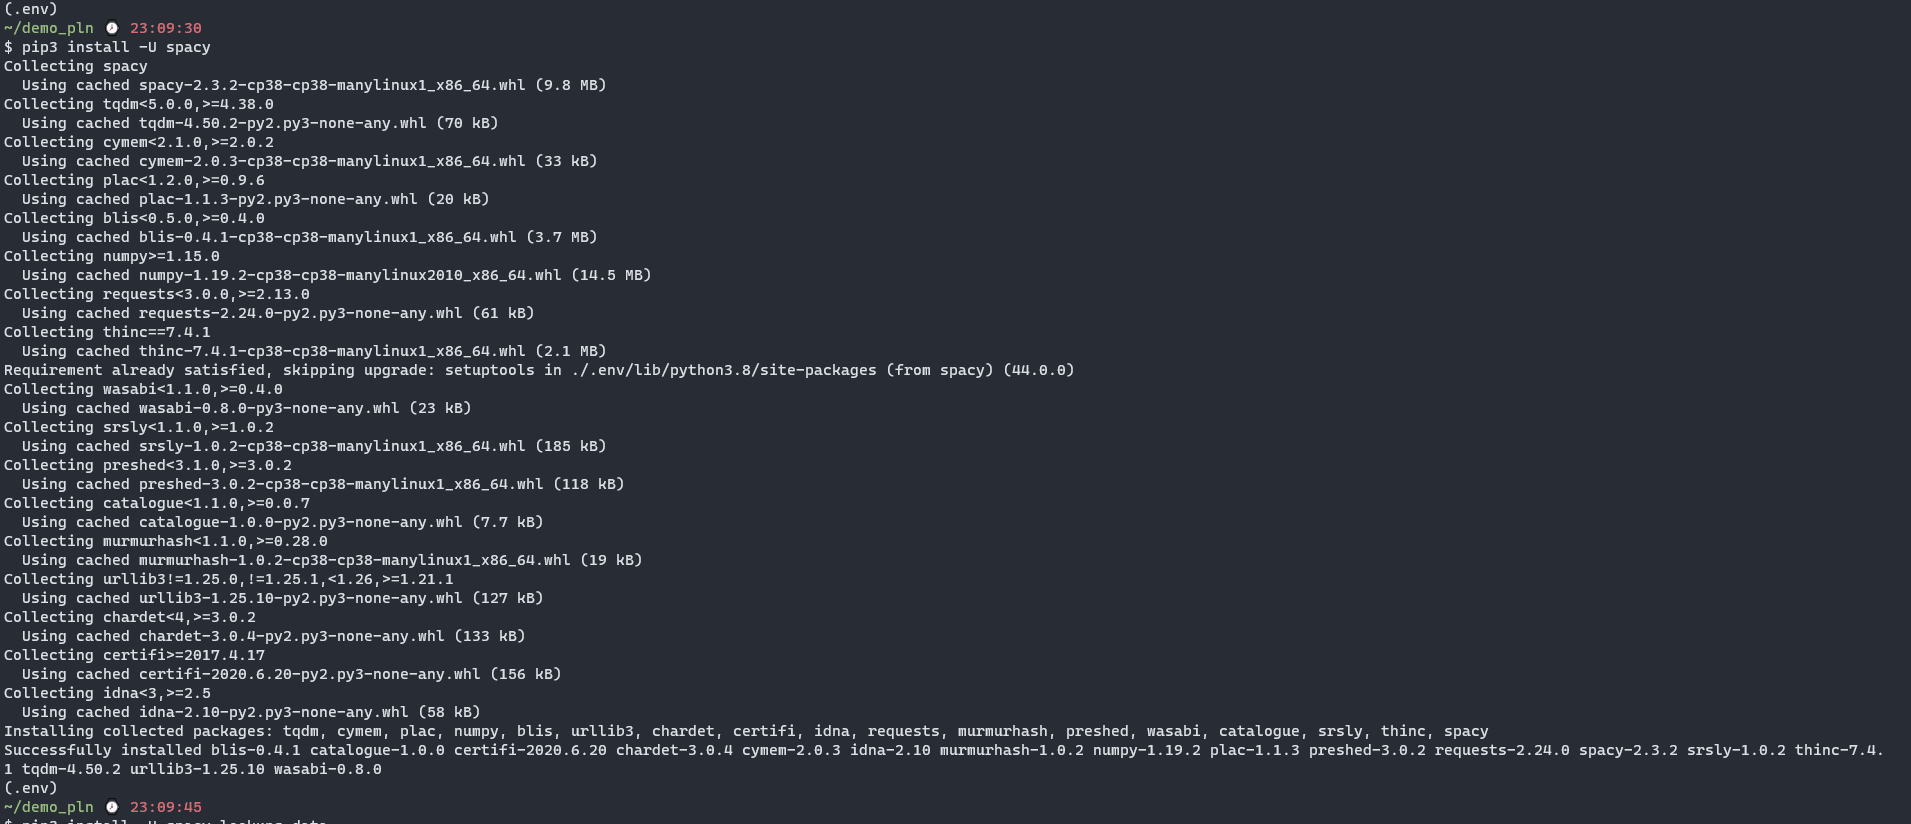 (.env)
~/demo_pln 23:09:30
$ pip3 install -U spacy
Collecting spacy
  Using cached spacy-2.3.2-cp38-cp38-manylinux1_x86_64.whl (9.8 MB)
Collecting tqdm<5.0.0,>=4.38.0
  Using cached tqdm-4.50.2-py2.py3-none-any.whl (70 kB)
Collecting cymem<2.1.0,>=2.0.2
  Using cached cymem-2.0.3-cp38-cp38-manylinux1_x86_64.whl (33 kB)
Collecting plac<1.2.0,>=0.9.6
  Using cached plac-1.1.3-py2.py3-none-any.whl (20 kB)
Collecting blis<0.5.0,>=0.4.0
  Using cached blis-0.4.1-cp38-cp38-manylinux1_x86_64.whl (3.7 MB)
Collecting numpy>=1.15.0
  Using cached numpy-1.19.2-cp38-cp38-manylinux2010_x86_64.whl (14.5 MB)
Collecting requests<3.0.0,>=2.13.0
  Using cached requests-2.24.0-py2.py3-none-any.whl (61 kB)
Collecting thinc==7.4.1
  Using cached thinc-7.4.1-cp38-cp38-manylinux1_x86_64.whl (2.1 MB)
Requirement already satisfied, skipping upgrade: setuptools in ./.env/lib/python3.8/site-packages (from spacy) (44.0.0)
Collecting wasabi<1.1.0,>=0.4.0
  Using cached wasabi-0.8.0-py3-none-any.whl (23 kB)
Collecting srsly<1.1.0,>=1.0.2
  Using cached srsly-1.0.2-cp38-cp38-manylinux1_x86_64.whl (185 kB)
Collecting preshed<3.1.0,>=3.0.2
  Using cached preshed-3.0.2-cp38-cp38-manylinux1_x86_64.whl (118 kB)
Collecting catalogue<1.1.0,>=0.0.7
  Using cached catalogue-1.0.0-py2.py3-none-any.whl (7.7 kB)
Collecting murmurhash<1.1.0,>=0.28.0
  Using cached murmurhash-1.0.2-cp38-cp38-manylinux1_x86_64.whl (19 kB)
Collecting urllib3!=1.25.0,!=1.25.1,<1.26,>=1.21.1
  Using cached urllib3-1.25.10-py2.py3-none-any.whl (127 kB)
Collecting chardet<4,>=3.0.2
  Using cached chardet-3.0.4-py2.py3-none-any.whl (133 kB)
Collecting certifi>=2017.4.17
  Using cached certifi-2020.6.20-py2.py3-none-any.whl (156 kB)
Collecting idna<3,>=2.5
  Using cached idna-2.10-py2.py3-none-any.whl (58 kB)
Installing collected packages: tqdm, cymem, plac, numpy, blis, urllib3, chardet, certifi, idna, requests, murmurhash, preshed, wasabi, catalogue, srsly, thinc, spacy
Successfully installed blis-0.4.1 catalogue-1.0.0 certifi-2020.6.20 chardet-3.0.4 cymem-2.0.3 idna-2.10 murmurhash-1.0.2 numpy-1.19.2 plac-1.1.3 preshed-3.0.2 requests-2.24.0 spacy-2.3.2 srsly-1.0.2 thinc-7.4.
1 tqdm-4.50.2 urllib3-1.25.10 wasabi-0.8.0
(.env)
~/demo_pln 23:09:45
$ pip3 install -U